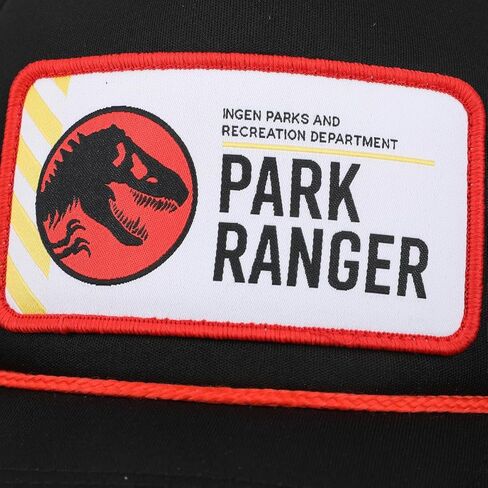 INGEN PARKS AND
RECREATION DEPARTMENT
PARK
RANGER